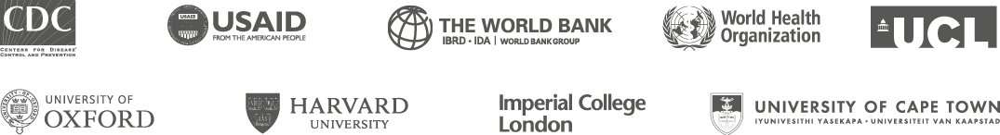 CDC
CENTERS FOR DISEASE
CONTROL AND PREVENTION
USAID
USAID
FROM THE AMERICAN PEOPLE
THE WORLD BANK
IBRD • IDA | WORLD BANK GROUP
World Health
Organization
UCL
UNIVERSITY OF
OXFORD
HARVARD
UNIVERSITY
Imperial College
London
UNIVERSITY OF CAPE TOWN
IYUNIVESITHI YASEKAPA • UNIVERSITEIT VAN KAAPSTAD